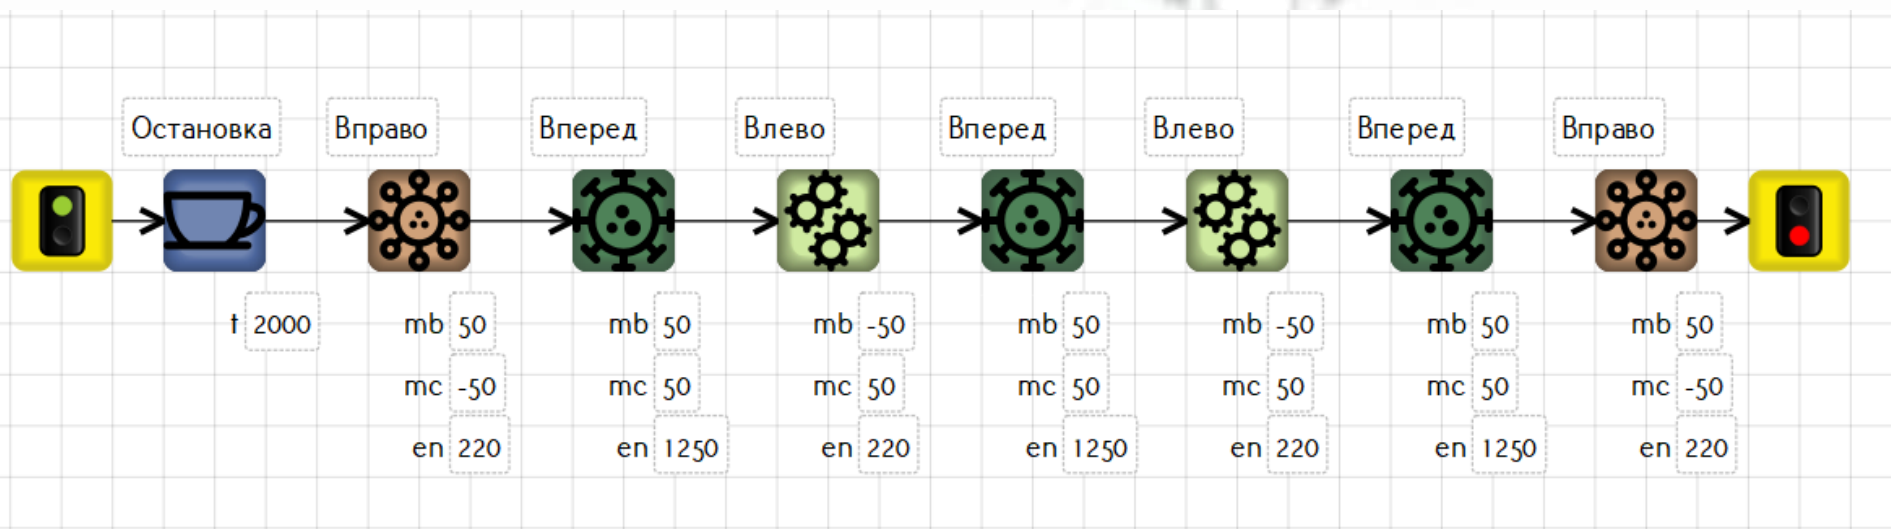 Остановка Вправо Вперед Влево Вперед Влево Вперед Вправо
t 2000 mb 50 mb 50 mb -50 mb 50 mb -50 mb 50 mb 50
mc -50 mc 50 mc 50 mc 50 mc 50 mc 50 mc -50
en 220 en 1250 en 220 en 1250 en 220 en 1250 en 220